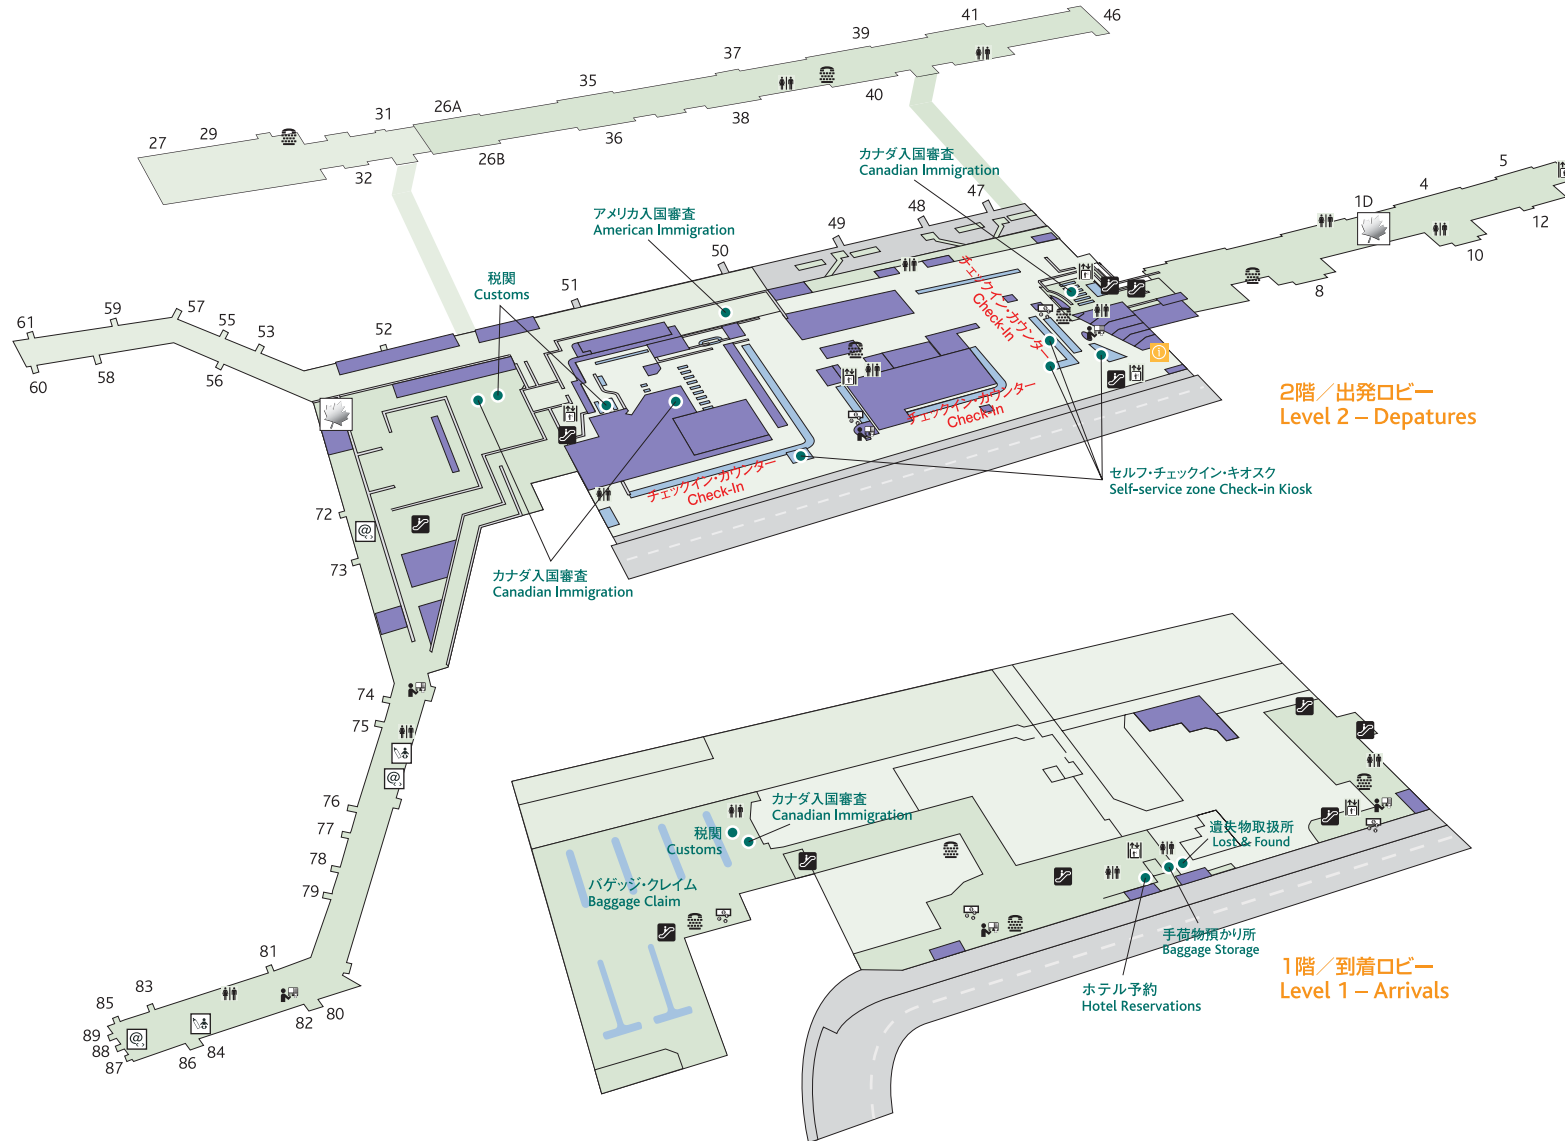 46
41
39
37
35
26A
31
29
27
40
38
36
26B
32
カナダ入国審査
Canadian Immigration
5
4
1D
12
10
8
47
48
49
50
アメリカ入国審査
American Immigration
税関
Customs
51
52
57
59
61
55
53
60
58
56
チェックイン・カウンター
Check-In
チェックイン・カウンター
Check-In
チェックイン・カウンター
Check-In
2階／出発ロビー
Level 2 – Depatures
セルフ・チェックイン・キオスク
Self-service zone Check-in Kiosk
カナダ入国審査
Canadian Immigration
72
@
73
74
75
@
76
77
78
79
81
83
85
89
88
87
@
86
84
82
80
カナダ入国審査
Canadian Immigration
税関
Customs
バゲッジ・クレイム
Baggage Claim
遺失物取扱所
Lost & Found
手荷物預かり所
Baggage Storage
ホテル予約
Hotel Reservations
1階／到着ロビー
Level 1 – Arrivals